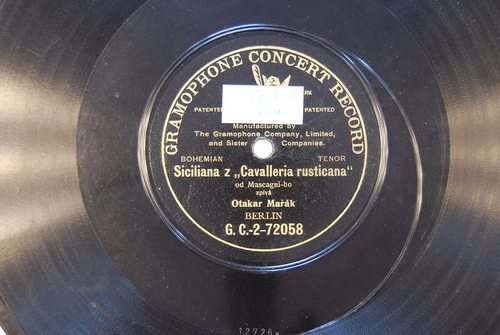 GRAMOPHONE CONCERT RECORD
PATENTED PATENTED
Manufactured by
The Gramophone Company, Limited,
and Sister Companies.
BOHEMIAN TENOR
Siciliana z „Cavalleria rusticana“
od Mascagni-ho
zpívá
Otakar Mařák
BERLIN
G. C.-2-72058